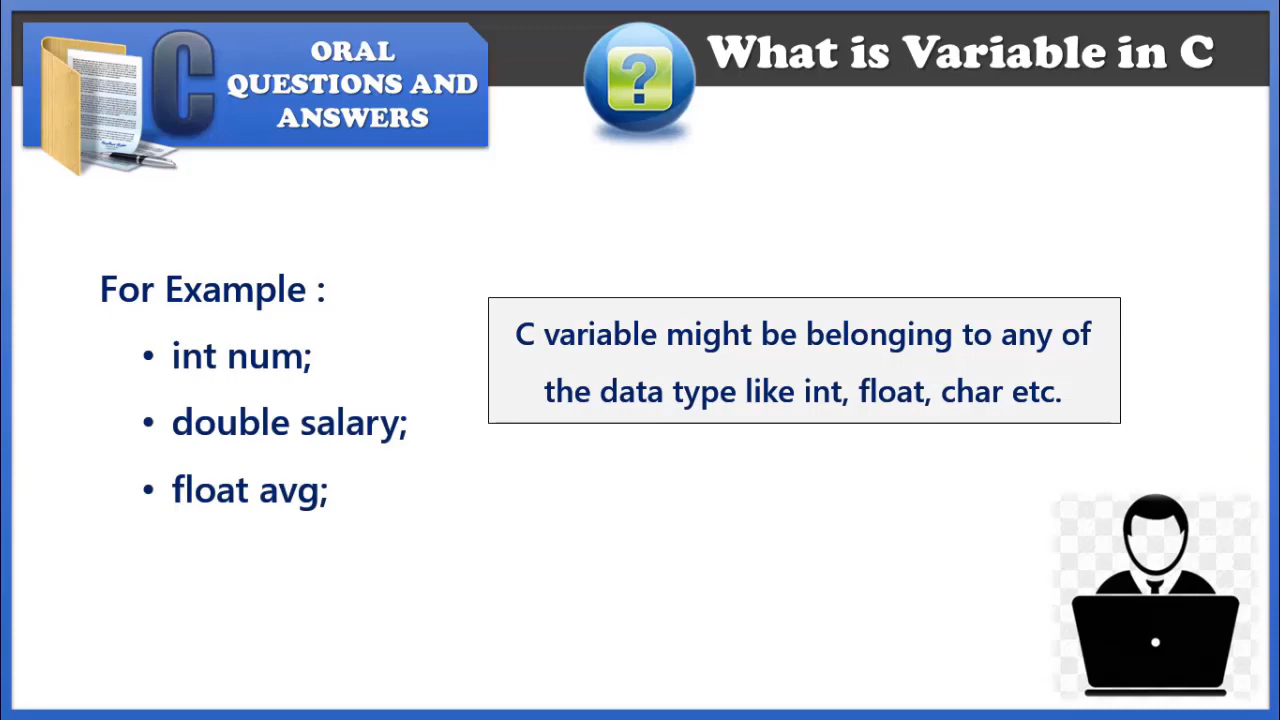 C
ORAL
QUESTIONS AND
ANSWERS
?
What is Variable in C
For Example :
• int num;
• double salary;
• float avg;
C variable might be belonging to any of
the data type like int, float, char etc.